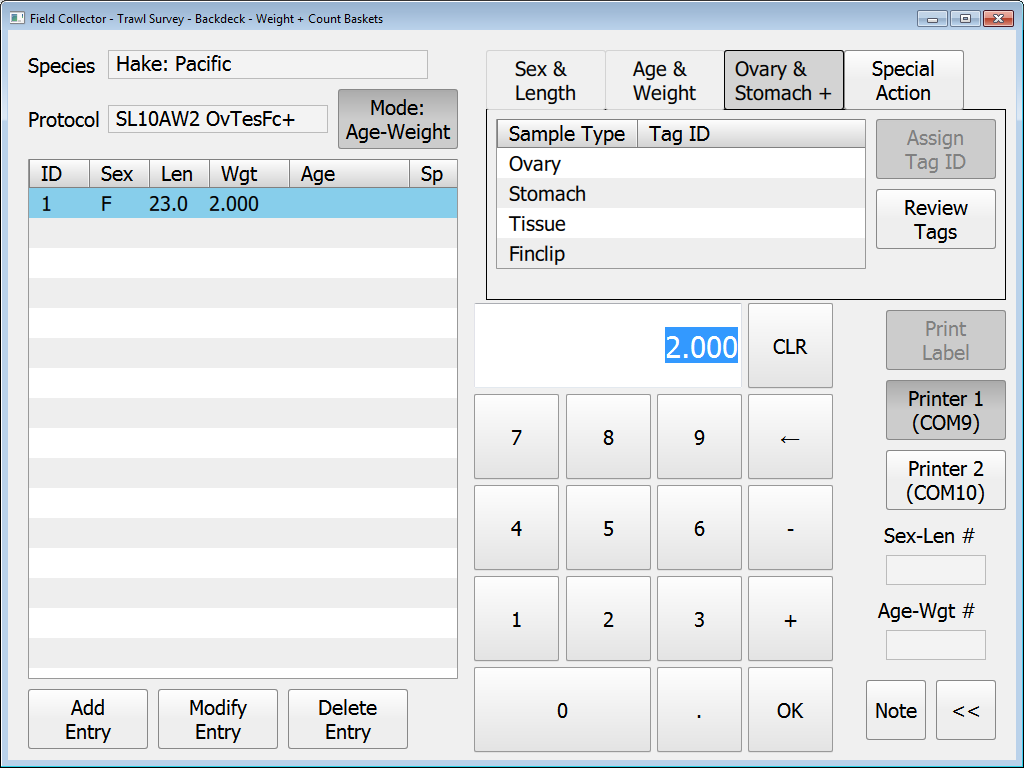 Field Collector - Trawl Survey - Backdeck - Weight + Count Baskets
Species
Hake: Pacific
Protocol
SL10AW2 OvTesFc+
Mode:
Age-Weight
ID Sex Len Wgt Age Sp
1 F 23.0 2.000
Add
Entry
Modify
Entry
Delete
Entry
Sex &
Length
Age &
Weight
Ovary &
Stomach +
Special
Action
Sample Type Tag ID
Ovary
Stomach
Tissue
Finclip
Assign
Tag ID
Review
Tags
2.000
CLR
7 8 9 ←
4 5 6 -
1 2 3 +
0 . OK
Print
Label
Printer 1
(COM9)
Printer 2
(COM10)
Sex-Len #
Age-Wgt #
Note
<<